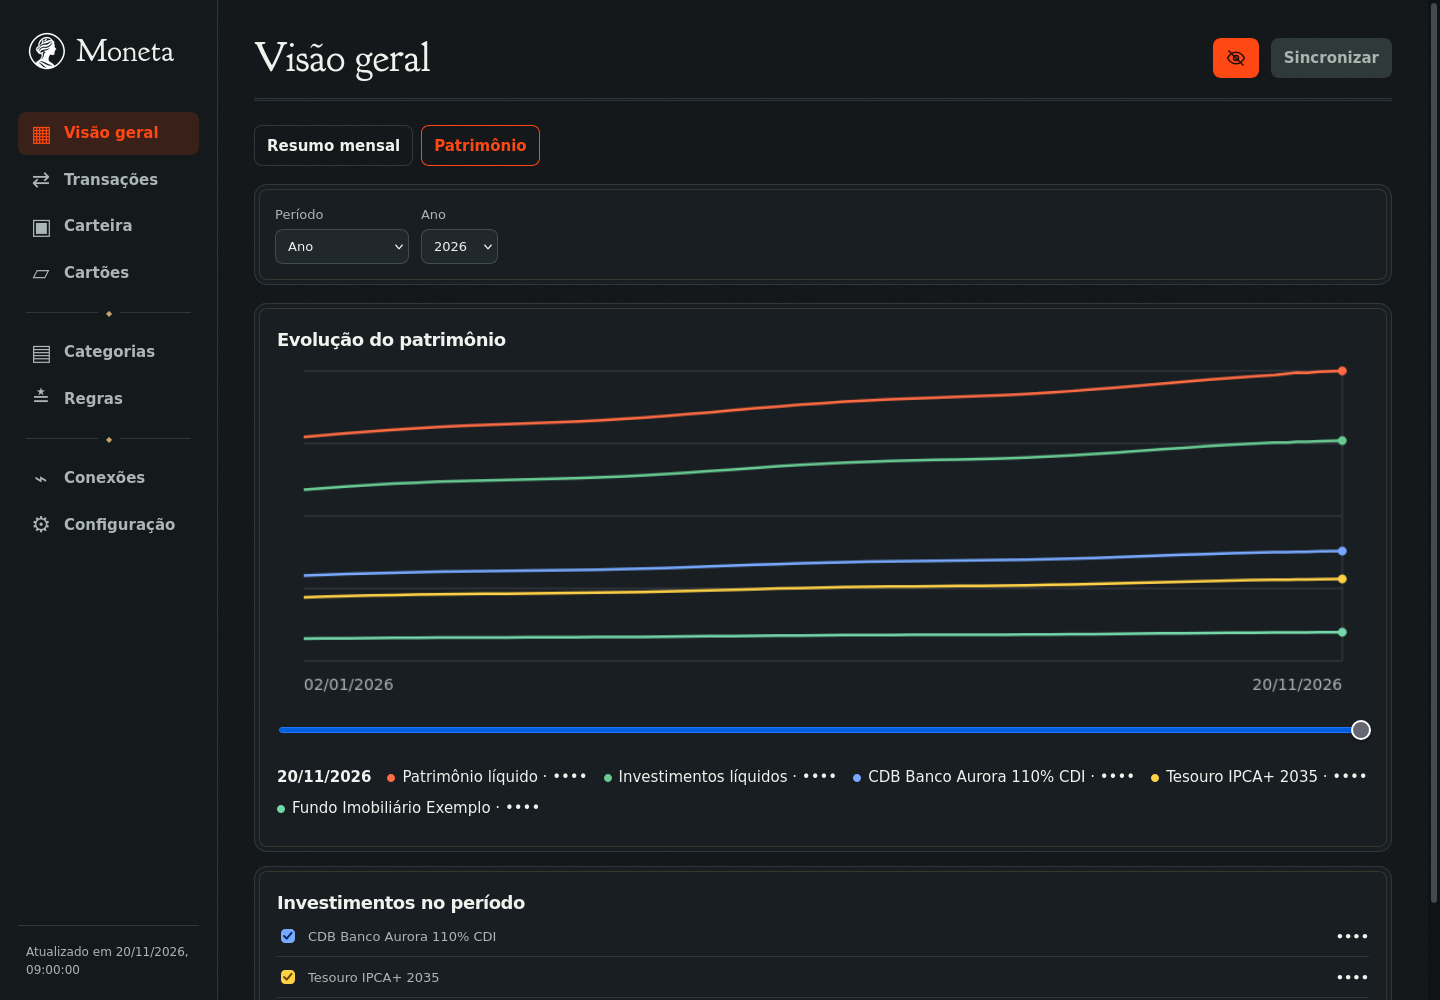 Moneta
Visão geral
Transações
Carteira
Cartões
Categorias
Regras
Conexões
Configuração
Atualizado em 20/11/2026,
09:00:00
Visão geral
Sincronizar
Resumo mensal
Patrimônio
Período
Ano
Ano
2026
Evolução do patrimônio
02/01/2026
20/11/2026
20/11/2026 Patrimônio líquido · •••• Investimentos líquidos · •••• CDB Banco Aurora 110% CDI · •••• Tesouro IPCA+ 2035 · ••••
Fundo Imobiliário Exemplo · ••••
Investimentos no período
CDB Banco Aurora 110% CDI ••••
Tesouro IPCA+ 2035 ••••